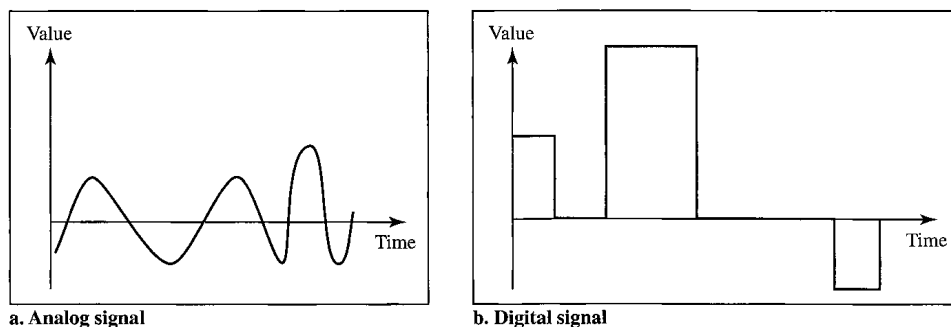 Value
Time
a. Analog signal
Value
Time
b. Digital signal